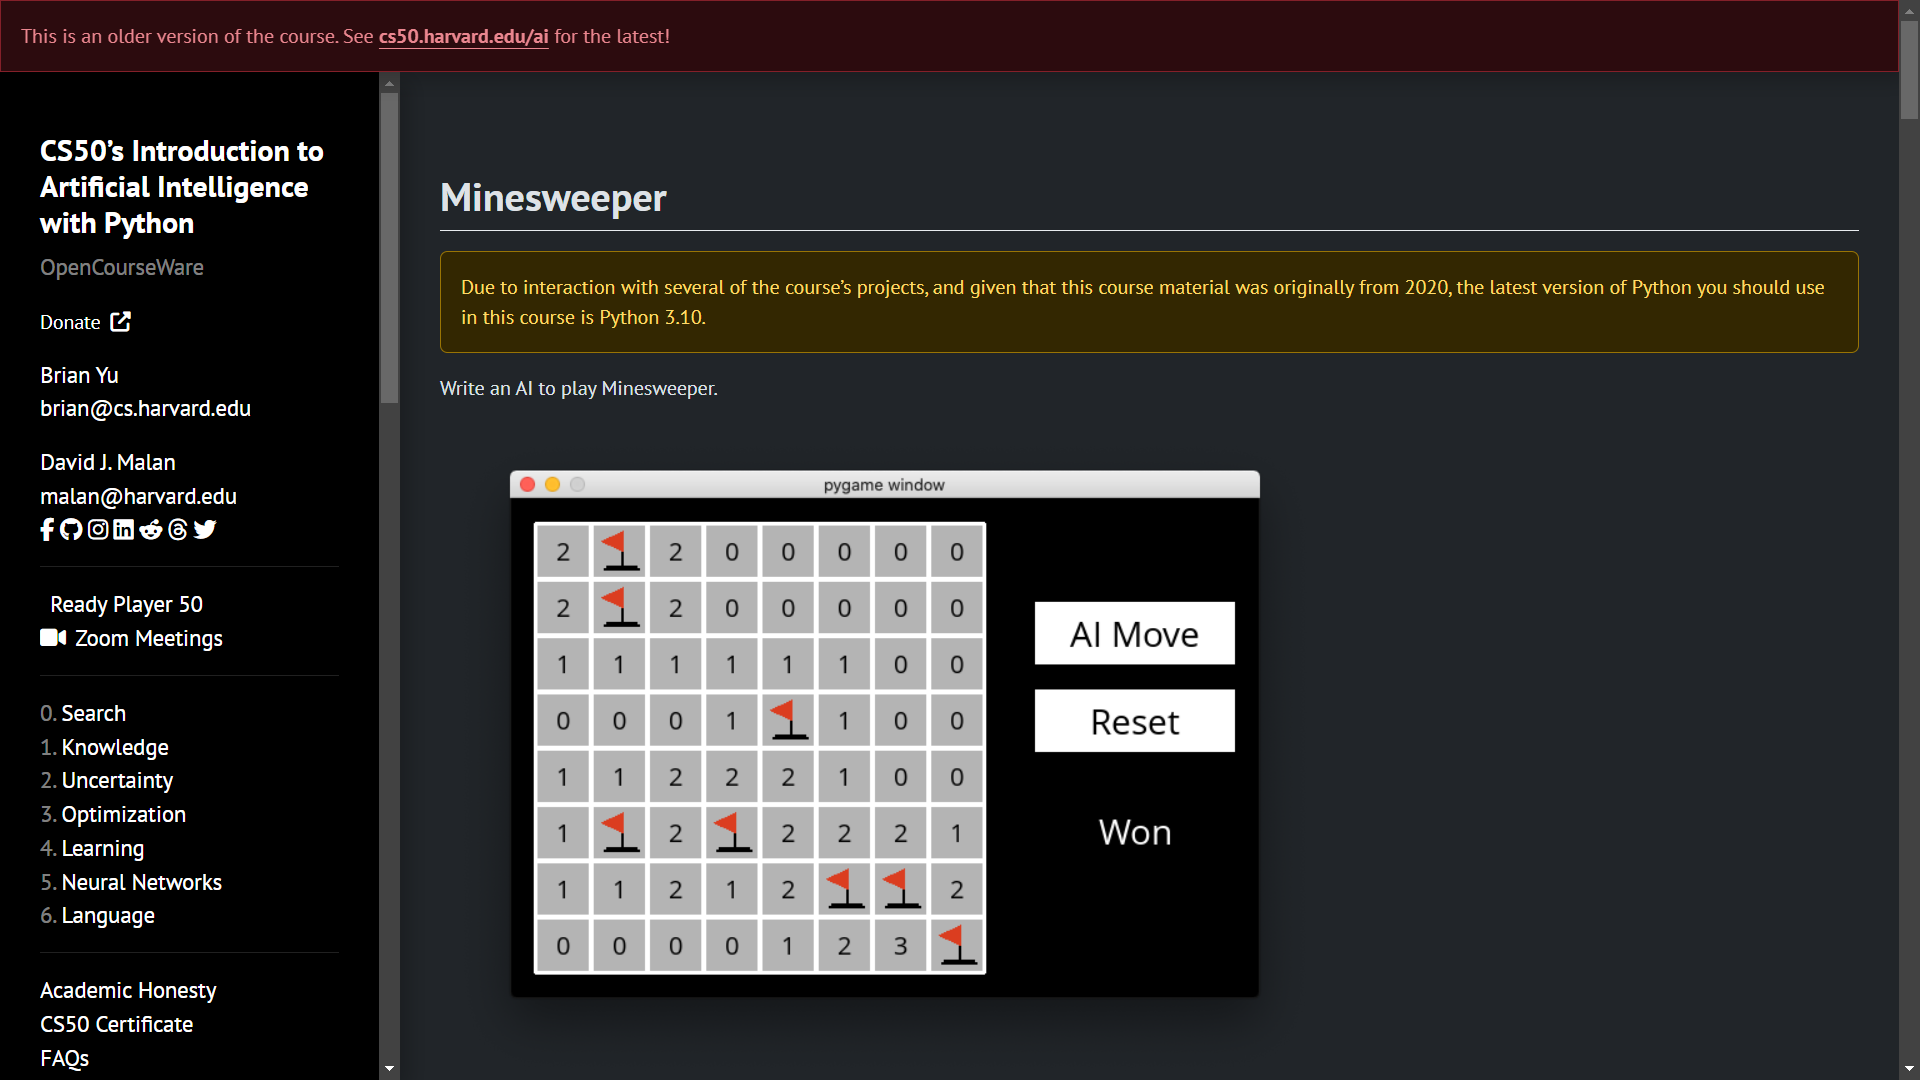 This is an older version of the course. See cs50.harvard.edu/ai for the latest!
CS50’s Introduction to
Artificial Intelligence
with Python
OpenCourseWare
Donate
Brian Yu
brian@cs.harvard.edu
David J. Malan
malan@harvard.edu
Ready Player 50
Zoom Meetings
0. Search
1. Knowledge
2. Uncertainty
3. Optimization
4. Learning
5. Neural Networks
6. Language
Academic Honesty
CS50 Certificate
FAQs
Minesweeper
Due to interaction with several of the course’s projects, and given that this course material was originally from 2020, the latest version of Python you should use
in this course is Python 3.10.
Write an AI to play Minesweeper.
pygame window
2 2 0 0 0 0 0
2 2 0 0 0 0 0
1 1 1 1 1 1 0 0
0 0 0 1 1 0 0
1 1 2 2 2 1 0 0
1 2 2 2 2 1
1 1 2 1 2 2
0 0 0 0 1 2 3
AI Move
Reset
Won